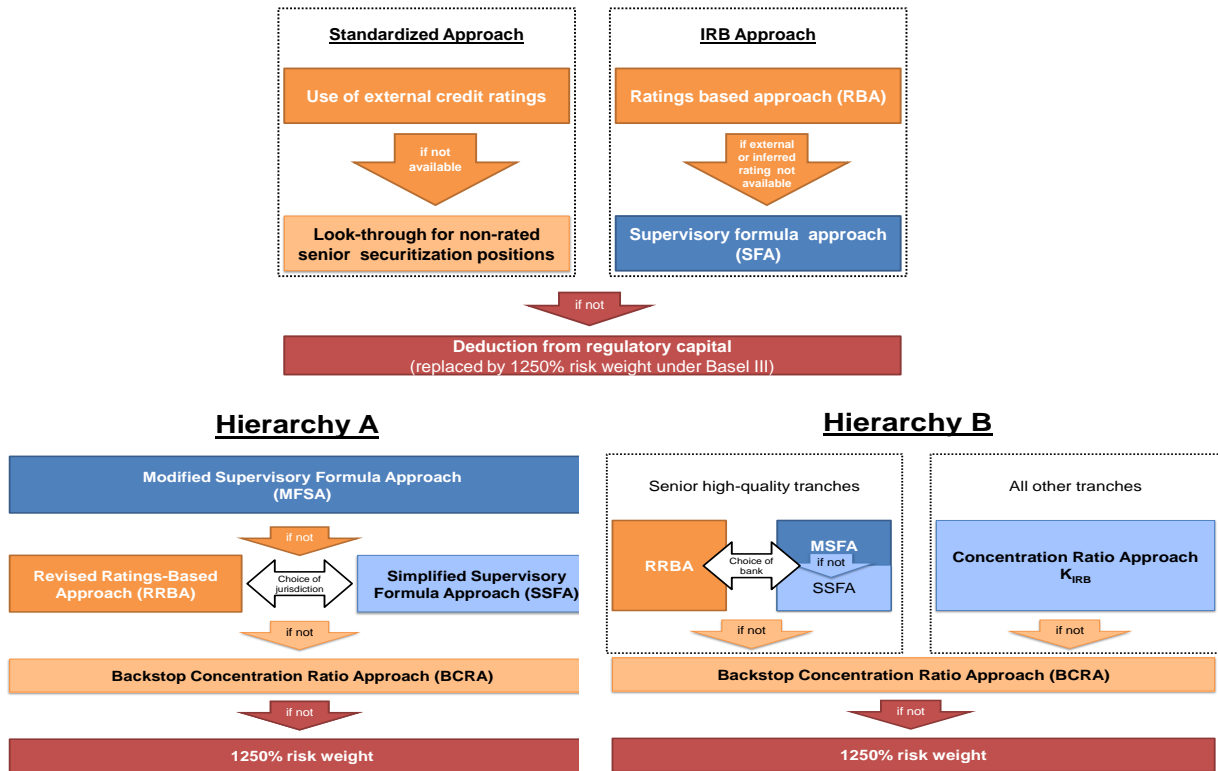 Standardized Approach
IRB Approach
Use of external credit ratings
Ratings based approach (RBA)
if not
available
if external
or inferred
rating not
available
Look-through for non-rated
senior securitization positions
Supervisory formula approach
(SFA)
if not
Deduction from regulatory capital
(replaced by 1250% risk weight under Basel III)
Hierarchy A
Modified Supervisory Formula Approach
(MFSA)
if not
Revised Ratings-Based
Approach (RRBA)
Choice of
jurisdiction
Simplified Supervisory
Formula Approach (SSFA)
if not
Backstop Concentration Ratio Approach (BCRA)
if not
1250% risk weight
Hierarchy B
Senior high-quality tranches
All other tranches
RRBA
Choice of
bank
MSFA
if not
SSFA
Concentration Ratio Approach
KIRB
if not
if not
Backstop Concentration Ratio Approach (BCRA)
if not
1250% risk weight